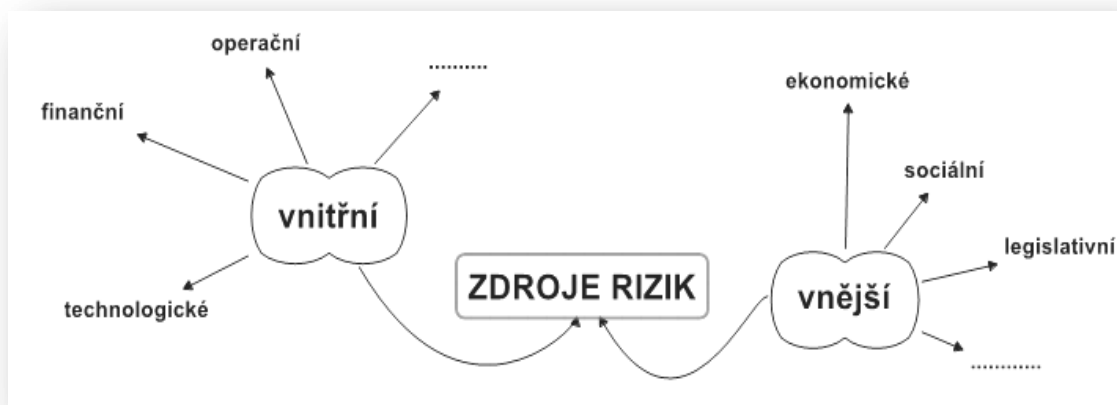 operační
..........
finanční
vnitřní
technologické
ZDROJE RIZIK
ekonomické
sociální
legislativní
vnější
............